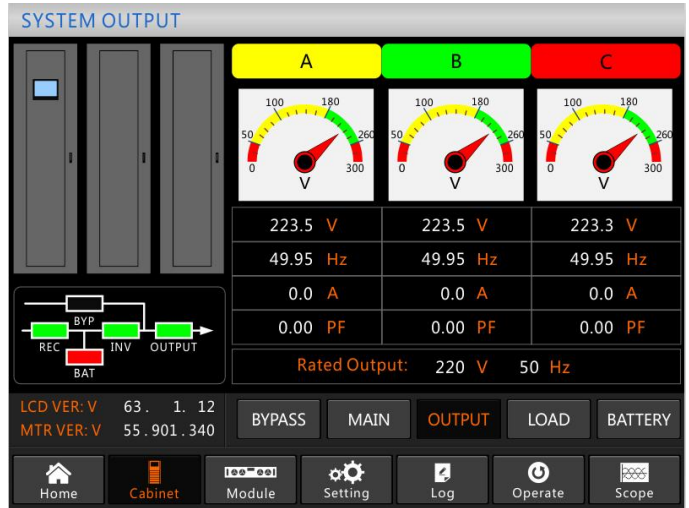 SYSTEM OUTPUT
A B C
100 180 100 180 100 180
50 260 50 260 50 260
0 300 0 300 0 300
V V V
223.5 V 223.5 V 223.3 V
49.95 Hz 49.95 Hz 49.95 Hz
0.0 A 0.0 A 0.0 A
0.00 PF 0.00 PF 0.00 PF
Rated Output: 220 V 50 Hz
BYP
REC INV OUTPUT
BAT
LCD VER: V 63. 1. 12
MTR VER: V 55.901.340
BYPASS MAIN OUTPUT LOAD BATTERY
Home Cabinet Module Setting Log Operate Scope